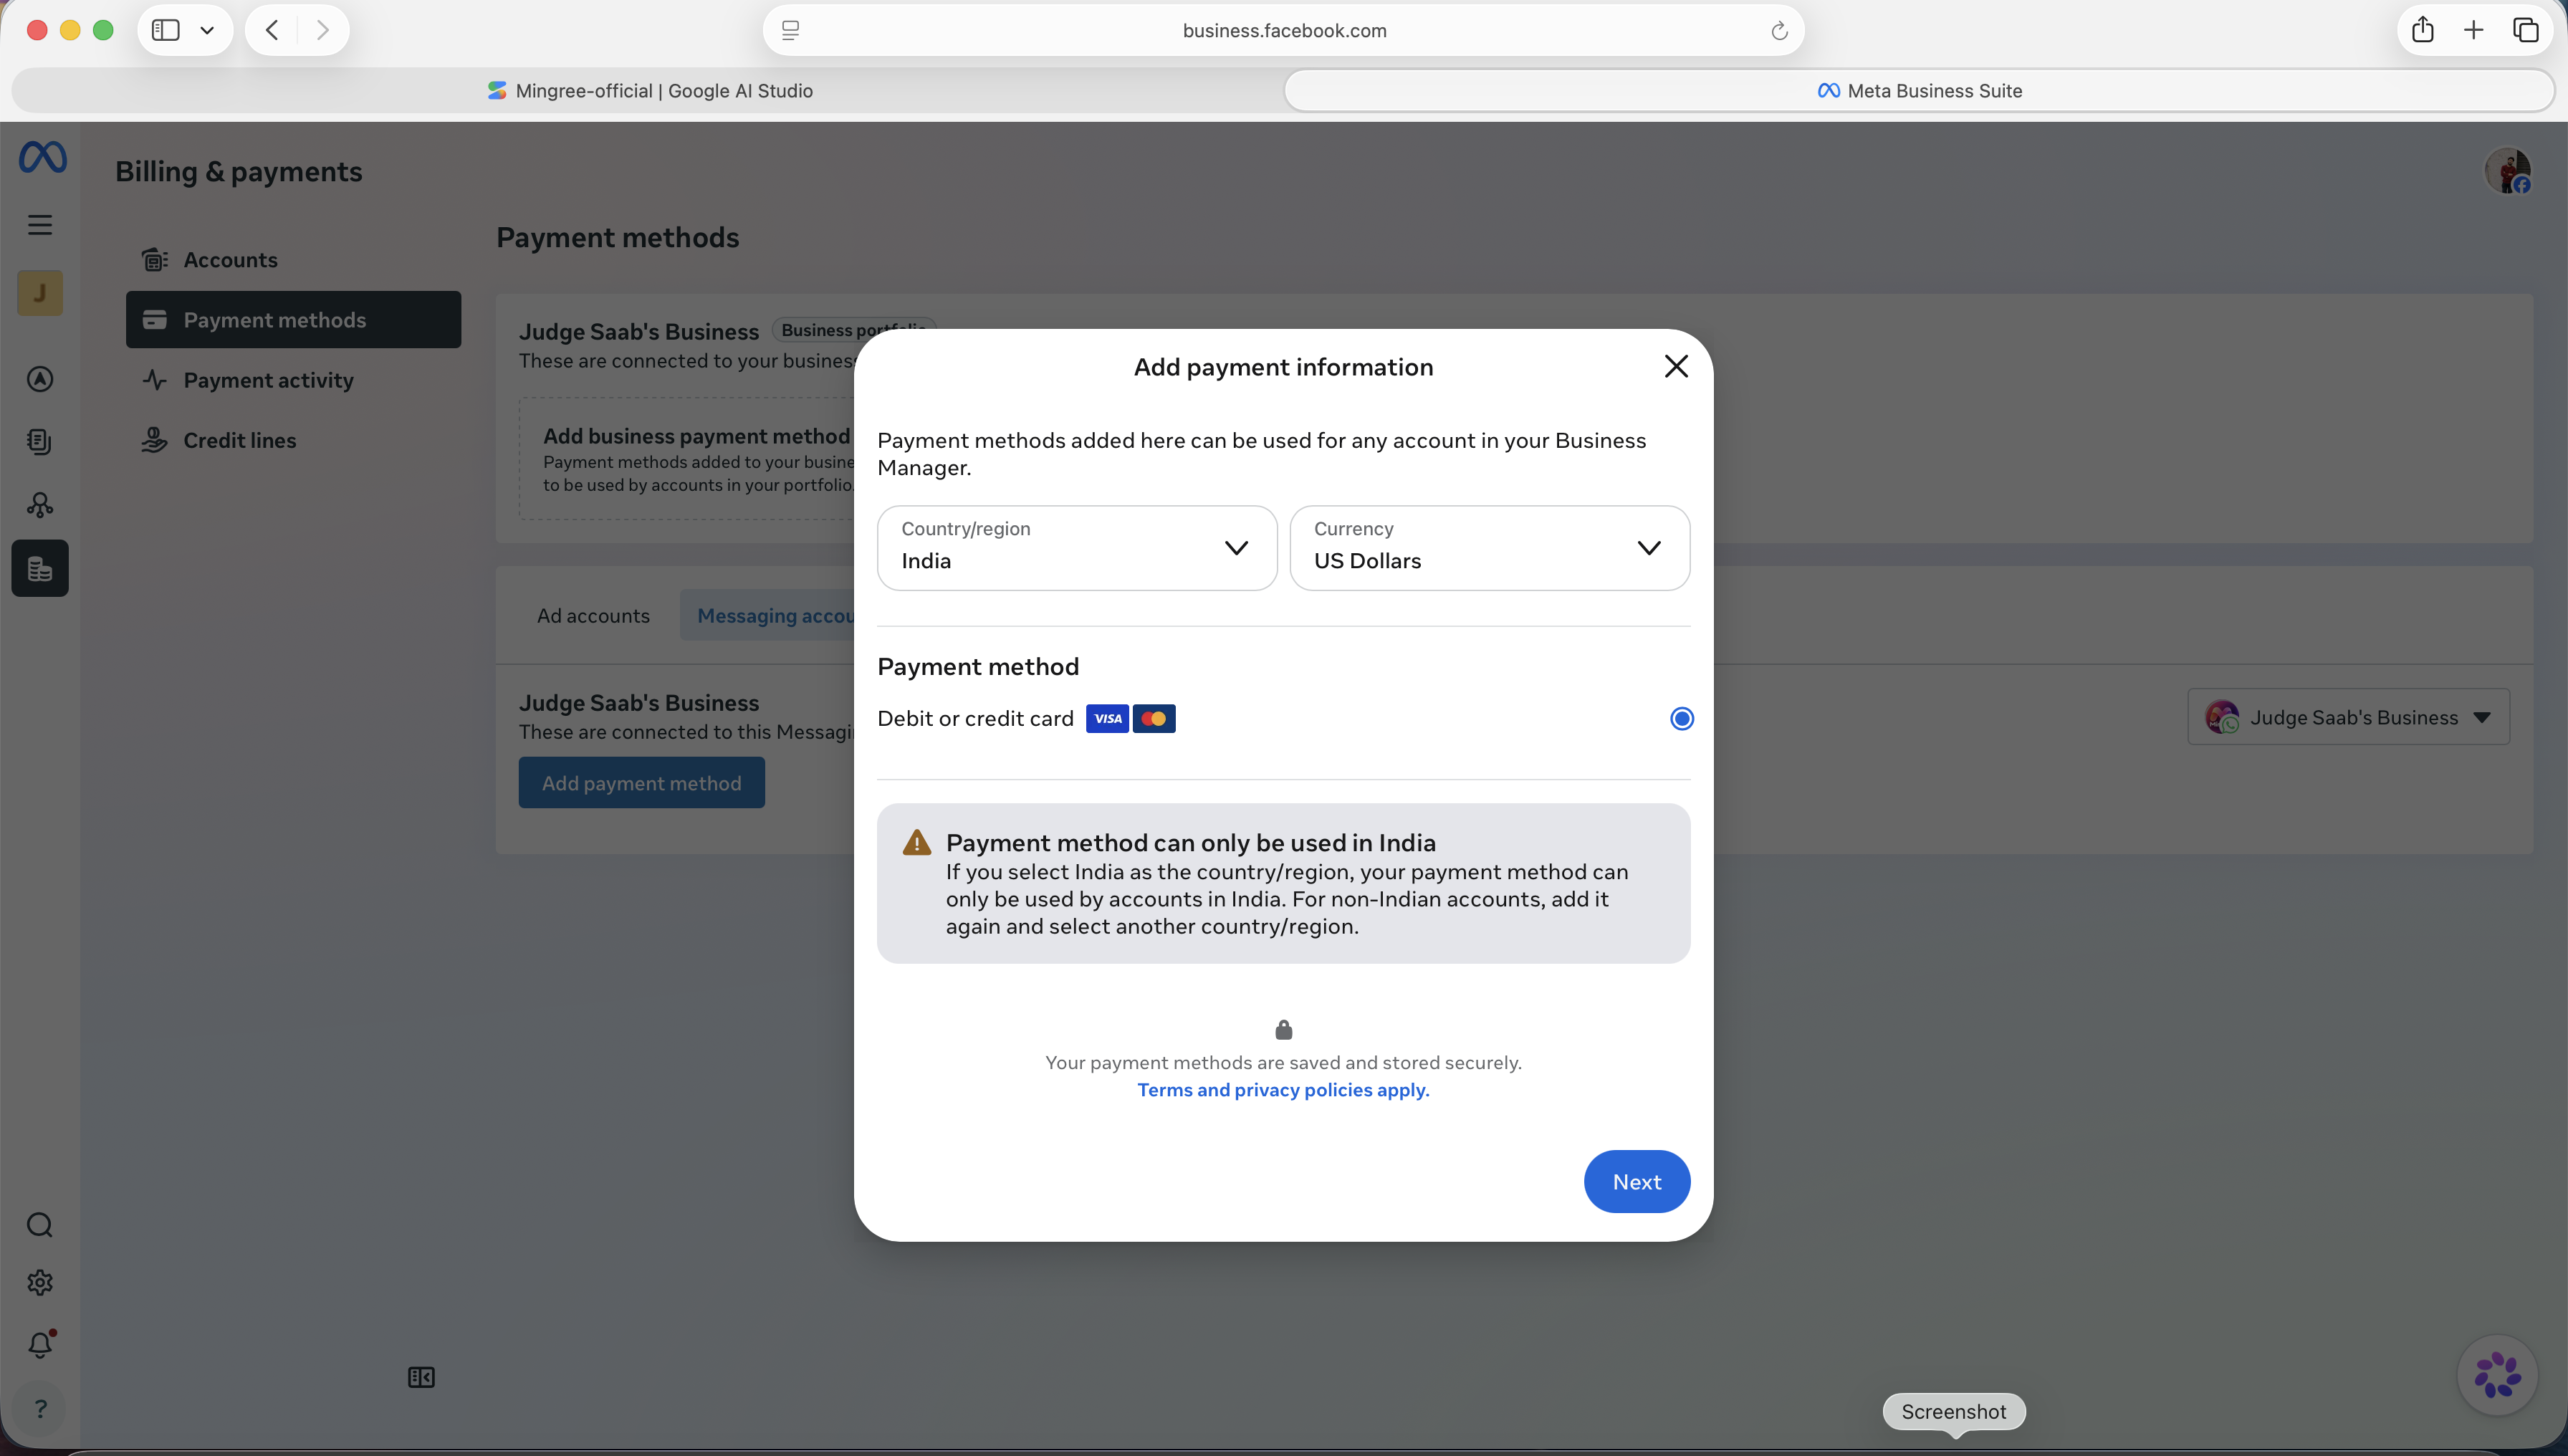 business.facebook.com
Mingree-official | Google AI Studio
Meta Business Suite
Billing & payments
J
Accounts
Payment methods
Payment activity
Credit lines
Payment methods
Judge Saab's Business
Business portfolio
These are connected to your business
Add business payment method
Payment methods added to your busine
to be used by accounts in your portfolio.
Ad accounts
Messaging accou
Judge Saab's Business
These are connected to this Messagi
Add payment method
Judge Saab's Business
Add payment information
Payment methods added here can be used for any account in your Business
Manager.
Country/region
India
Currency
US Dollars
Payment method
Debit or credit card
VISA
Payment method can only be used in India
If you select India as the country/region, your payment method can
only be used by accounts in India. For non-Indian accounts, add it
again and select another country/region.
Your payment methods are saved and stored securely.
Terms and privacy policies apply.
Next
?
Screenshot